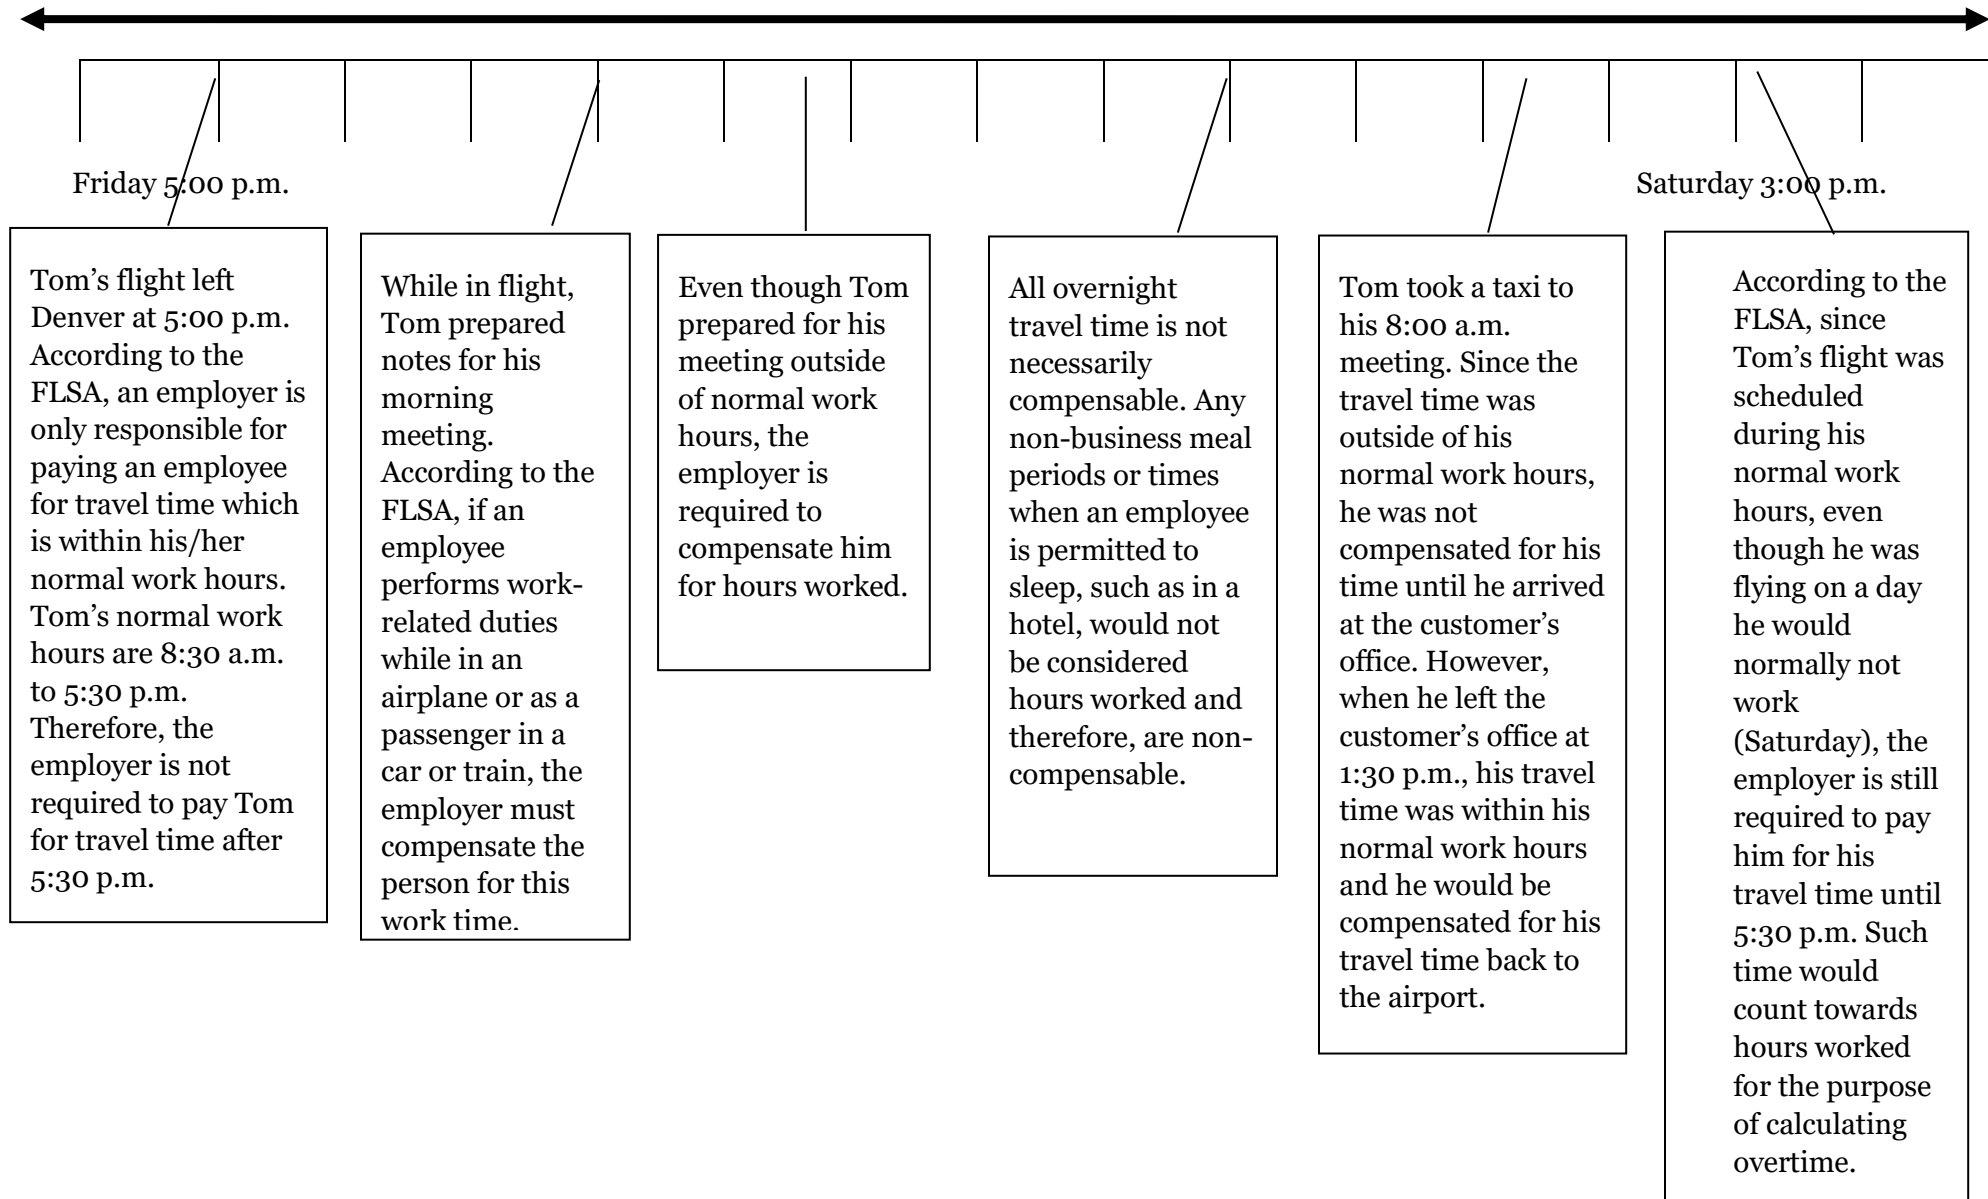 Friday 5:00 p.m.
Saturday 3:00 p.m.
Tom’s flight left
Denver at 5:00 p.m.
According to the
FLSA, an employer is
only responsible for
paying an employee
for travel time which
is within his/her
normal work hours.
Tom’s normal work
hours are 8:30 a.m.
to 5:30 p.m.
Therefore, the
employer is not
required to pay Tom
for travel time after
5:30 p.m.
While in flight,
Tom prepared
notes for his
morning
meeting.
According to the
FLSA, if an
employee
performs work-
related duties
while in an
airplane or as a
passenger in a
car or train, the
employer must
compensate the
person for this
work time.
Even though Tom
prepared for his
meeting outside
of normal work
hours, the
employer is
required to
compensate him
for hours worked.
All overnight
travel time is not
necessarily
compensable. Any
non-business meal
periods or times
when an employee
is permitted to
sleep, such as in a
hotel, would not
be considered
hours worked and
therefore, are non-
compensable.
Tom took a taxi to
his 8:00 a.m.
meeting. Since the
travel time was
outside of his
normal work hours,
he was not
compensated for his
time until he arrived
at the customer’s
office. However,
when he left the
customer’s office at
1:30 p.m., his travel
time was within his
normal work hours
and he would be
compensated for his
travel time back to
the airport.
According to the
FLSA, since
Tom’s flight was
scheduled
during his
normal work
hours, even
though he was
flying on a day
he would
normally not
work
(Saturday), the
employer is still
required to pay
him for his
travel time until
5:30 p.m. Such
time would
count towards
hours worked
for the purpose
of calculating
overtime.